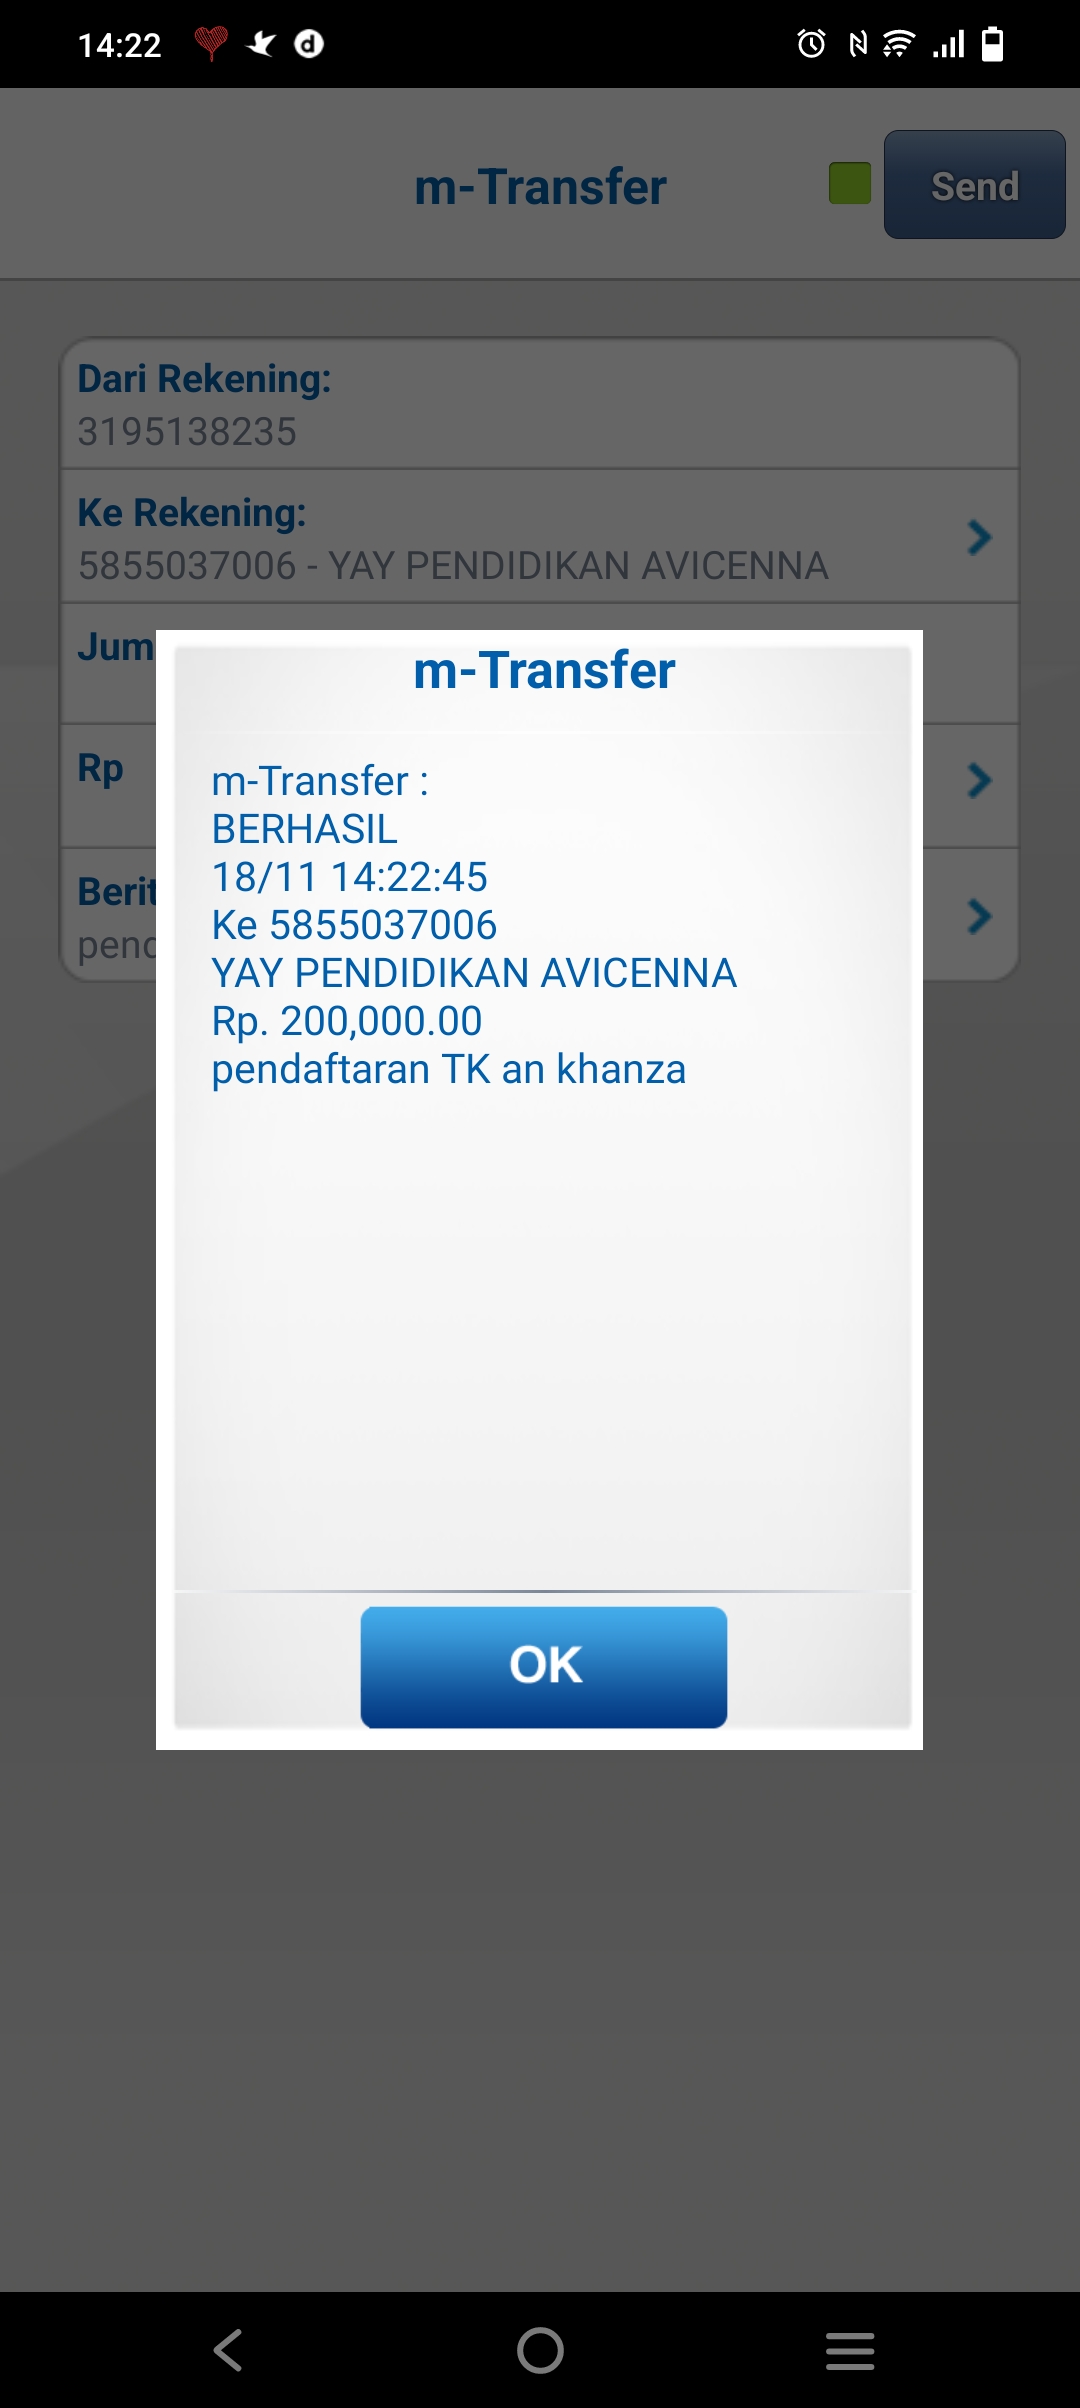 14:22
m-Transfer
Send
Dari Rekening:
3195138235
Ke Rekening:
5855037006 - YAY PENDIDIKAN AVICENNA
Jum
Rp
Berit
pend
m-Transfer
m-Transfer :
BERHASIL
18/11 14:22:45
Ke 5855037006
YAY PENDIDIKAN AVICENNA
Rp. 200,000.00
pendaftaran TK an khanza
OK